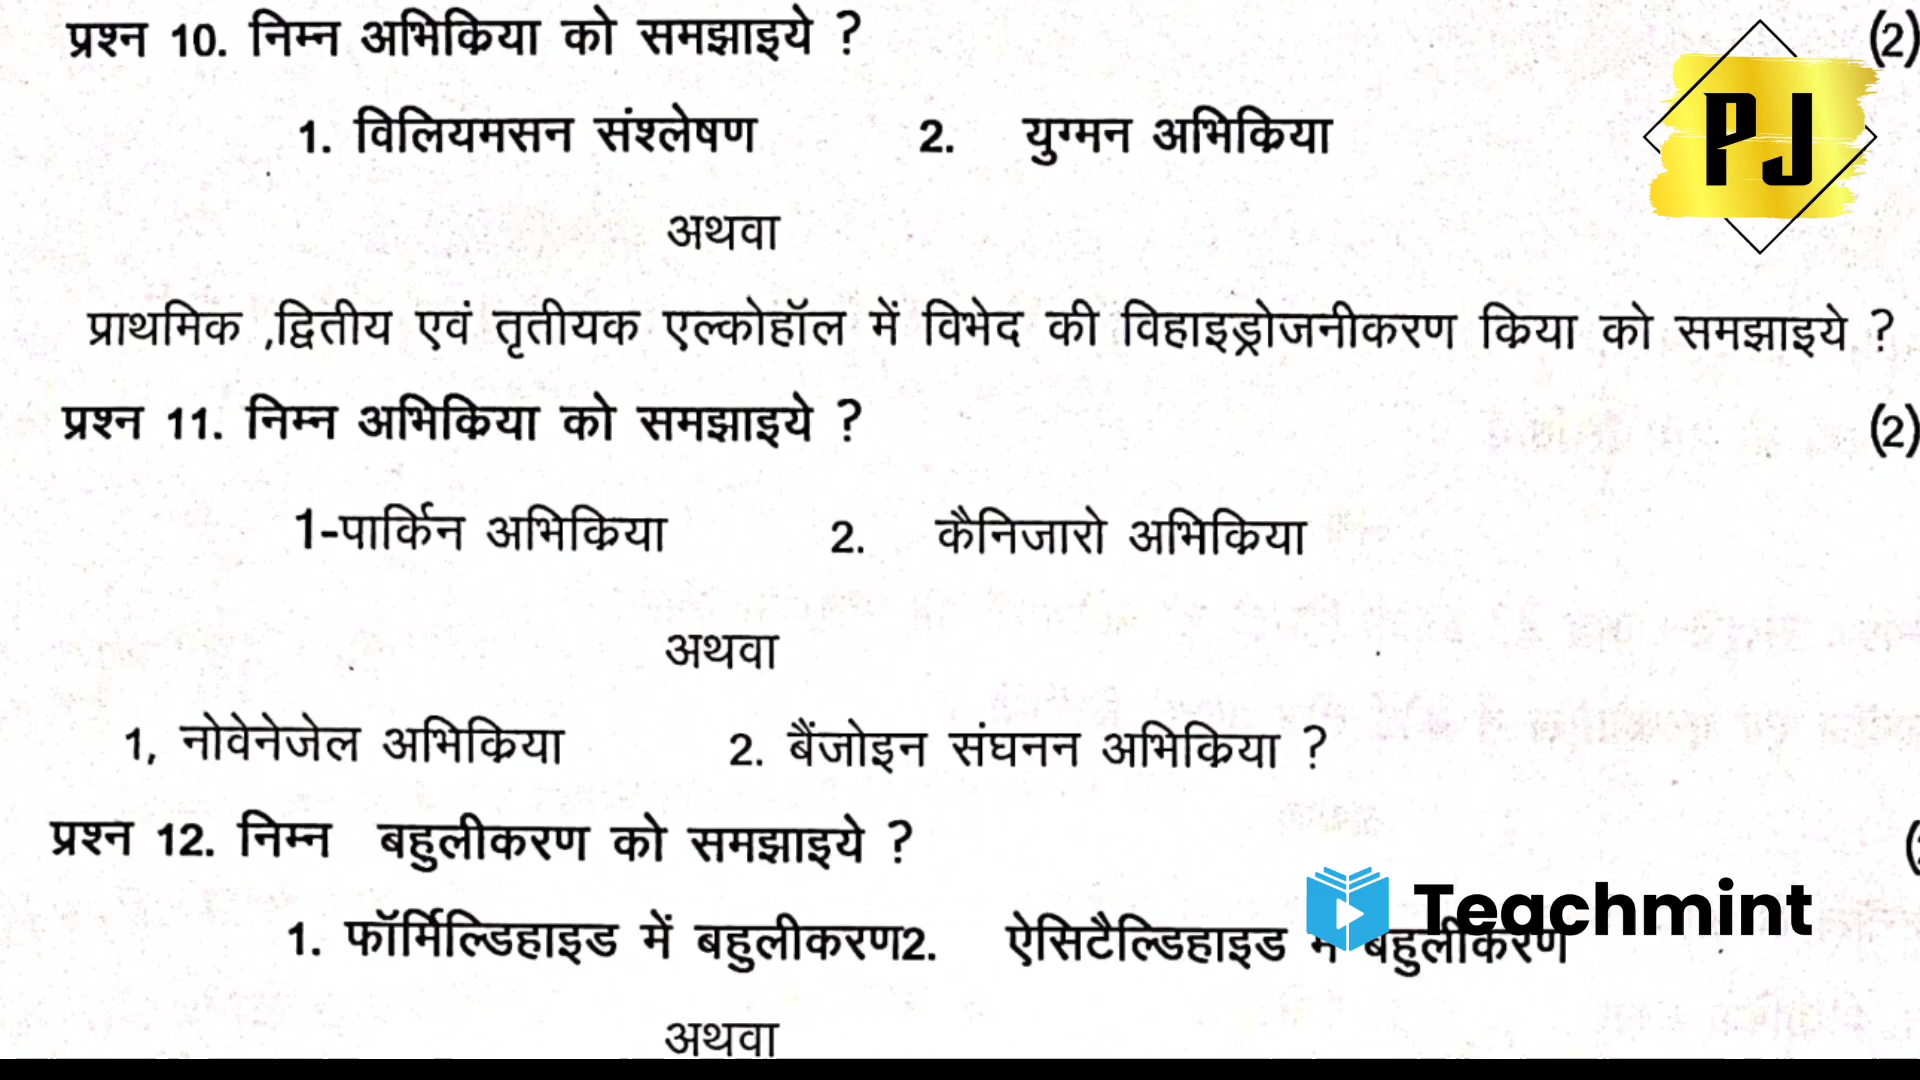 प्रश्न 10. निम्न अभिक्रिया को समझाइये ? (2)
PJ
1. विलियमसन संश्लेषण 2. युग्मन अभिक्रिया
अथवा
प्राथमिक ,द्वितीय एवं तृतीयक एल्कोहॉल में विभेद की विहाइड्रोजनीकरण क्रिया को समझाइये ?
प्रश्न 11. निम्न अभिक्रिया को समझाइये ? (2)
1-पार्किन अभिक्रिया 2. कैनिजारो अभिक्रिया
अथवा
1, नोवेनेजेल अभिक्रिया 2. बैंजोइन संघनन अभिक्रिया ?
प्रश्न 12. निम्न बहुलीकरण को समझाइये ?
Teachmint
1. फॉर्मिल्डिहाइड में बहुलीकरण2. ऐसिटैल्डिहाइड में बहुलीकरण
अथवा